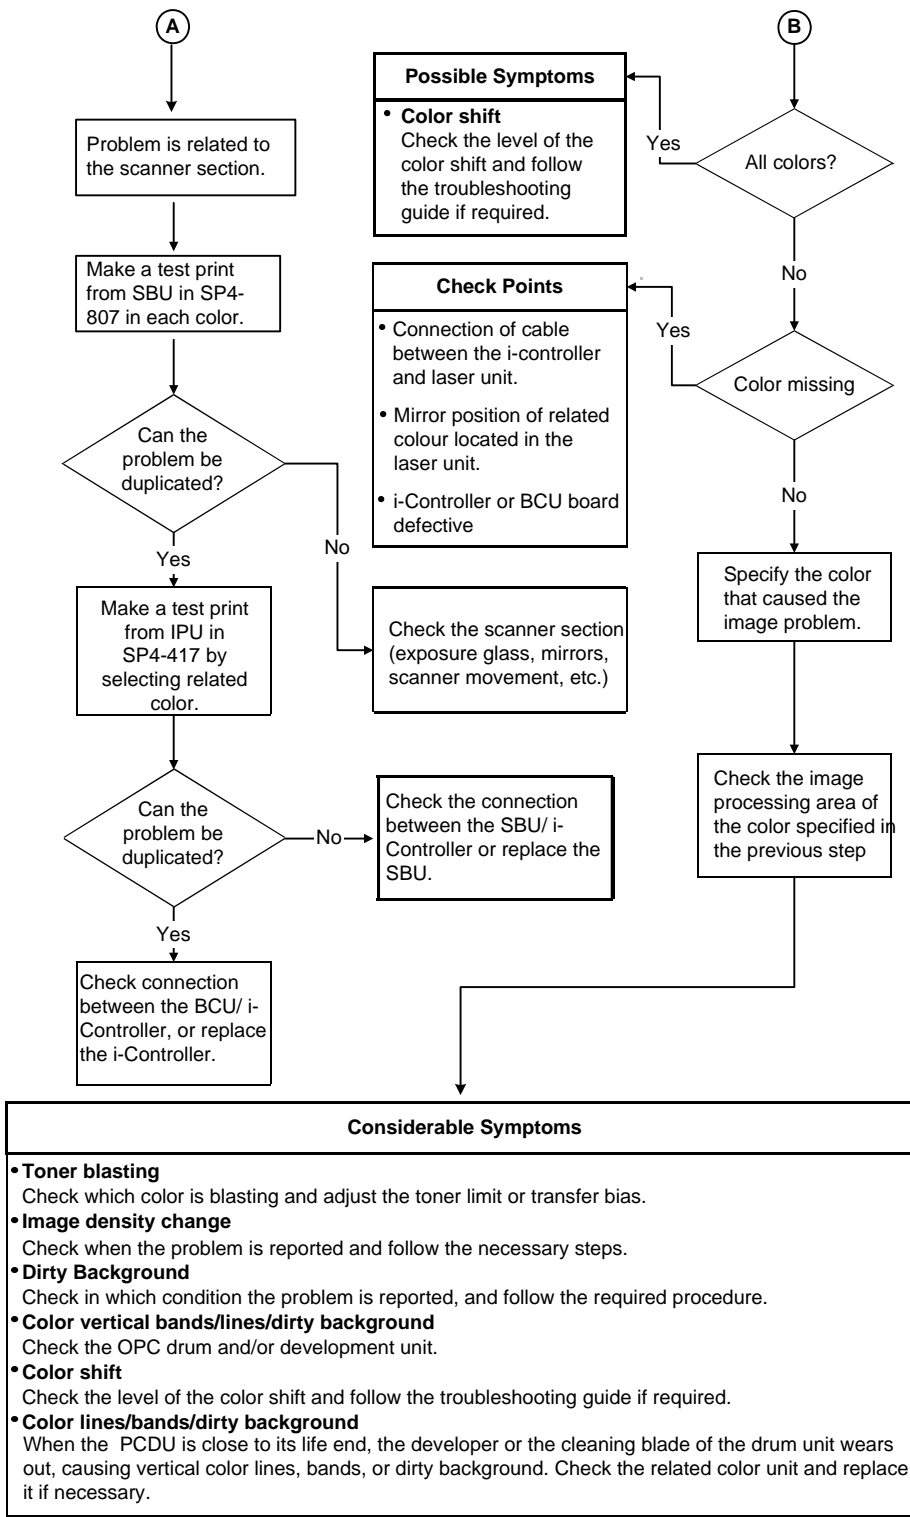 A
Problem is related to
the scanner section.
Make a test print
from SBU in SP4-
807 in each color.
Can the
problem be
duplicated?
Yes
No
Make a test print
from IPU in
SP4-417 by
selecting related
color.
Check the scanner section
(exposure glass, mirrors,
scanner movement, etc.)
Can the
problem be
duplicated?
No
Check the connection
between the SBU/ i-
Controller or replace the
SBU.
Yes
Check connection
between the BCU/ i-
Controller, or replace
the i-Controller.
B
All colors?
Yes
Possible Symptoms
• Color shift
Check the level of the
color shift and follow
the troubleshooting
guide if required.
No
Color missing
Yes
Check Points
• Connection of cable
between the i-controller
and laser unit.
• Mirror position of related
colour located in the
laser unit.
• i-Controller or BCU board
defective
No
Specify the color
that caused the
image problem.
Check the image
processing area of
the color specified in
the previous step
Considerable Symptoms
• Toner blasting
Check which color is blasting and adjust the toner limit or transfer bias.
• Image density change
Check when the problem is reported and follow the necessary steps.
• Dirty Background
Check in which condition the problem is reported, and follow the required procedure.
• Color vertical bands/lines/dirty background
Check the OPC drum and/or development unit.
• Color shift
Check the level of the color shift and follow the troubleshooting guide if required.
• Color lines/bands/dirty background
When the PCDU is close to its life end, the developer or the cleaning blade of the drum unit wears
out, causing vertical color lines, bands, or dirty background. Check the related color unit and replace
it if necessary.